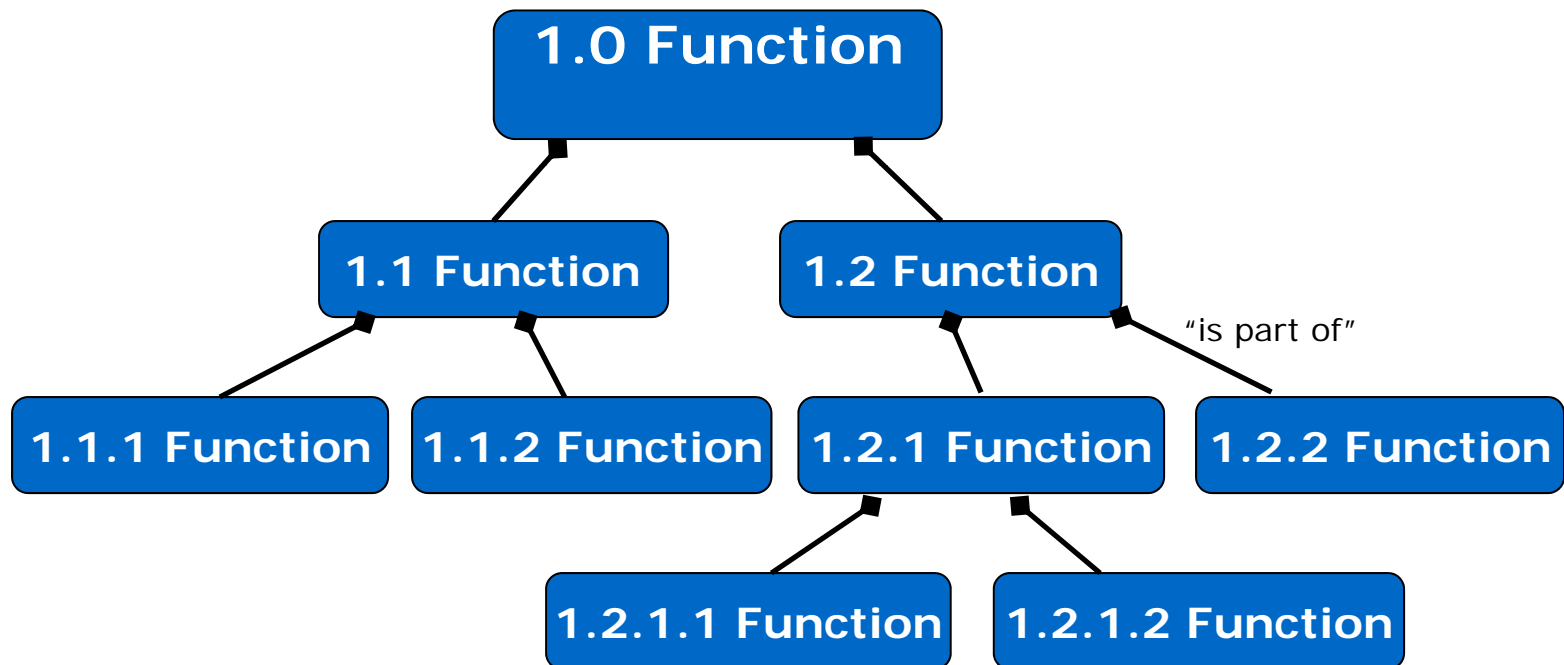 1.0 Function
1.1 Function
1.2 Function
“is part of”
1.1.1 Function
1.1.2 Function
1.2.1 Function
1.2.2 Function
1.2.1.1 Function
1.2.1.2 Function